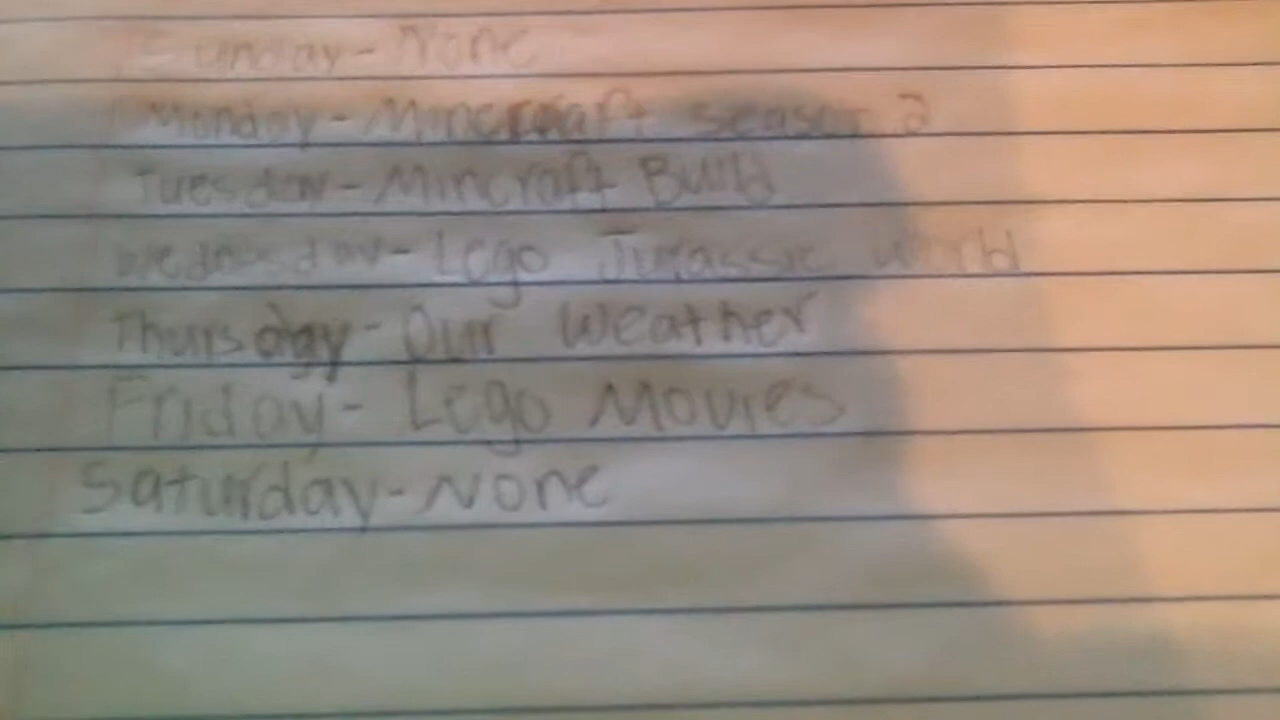 Sunday- None
Monday- Minecraft season 2
Tuesday- Mincraft Build
Wednesday- Lego Jurassic World
Thursday- Our Weather
Friday- Lego Movies
Saturday- None